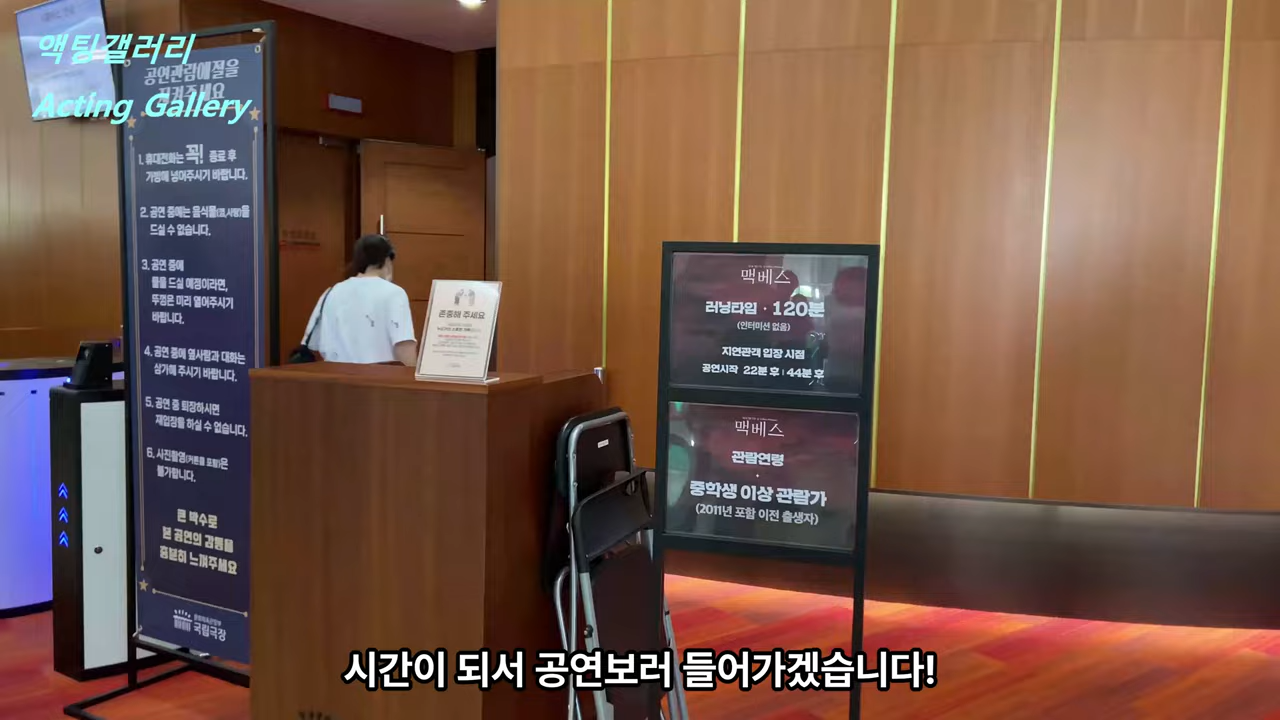 액팅갤러리
Acting Gallery
공연관람예절을
지켜주세요
1. 휴대전화는 꼭! 종료 후
가방에 넣어주시기 바랍니다.
2. 공연 중에는 음식물(껌,사탕)을
드실 수 없습니다.
3. 공연 중에
물을 드실 예정이라면,
뚜껑은 미리 열어주시기
바랍니다.
4. 공연 중에 옆사람과 대화는
삼가해 주시기 바랍니다.
5. 공연 중 퇴장하시면
재입장을 하실 수 없습니다.
6. 사진촬영(커튼콜 포함)은
불가합니다.
큰 박수로
본 공연의 감동을
충분히 느껴주세요
국립극장
존중해 주세요
맥베스
러닝타임 · 120분
(인터미션 없음)
지연관객 입장 시점
공연시작 22분 후 | 44분 후
맥베스
관람연령
중학생 이상 관람가
(2011년 포함 이전 출생자)
시간이 되서 공연보러 들어가겠습니다!